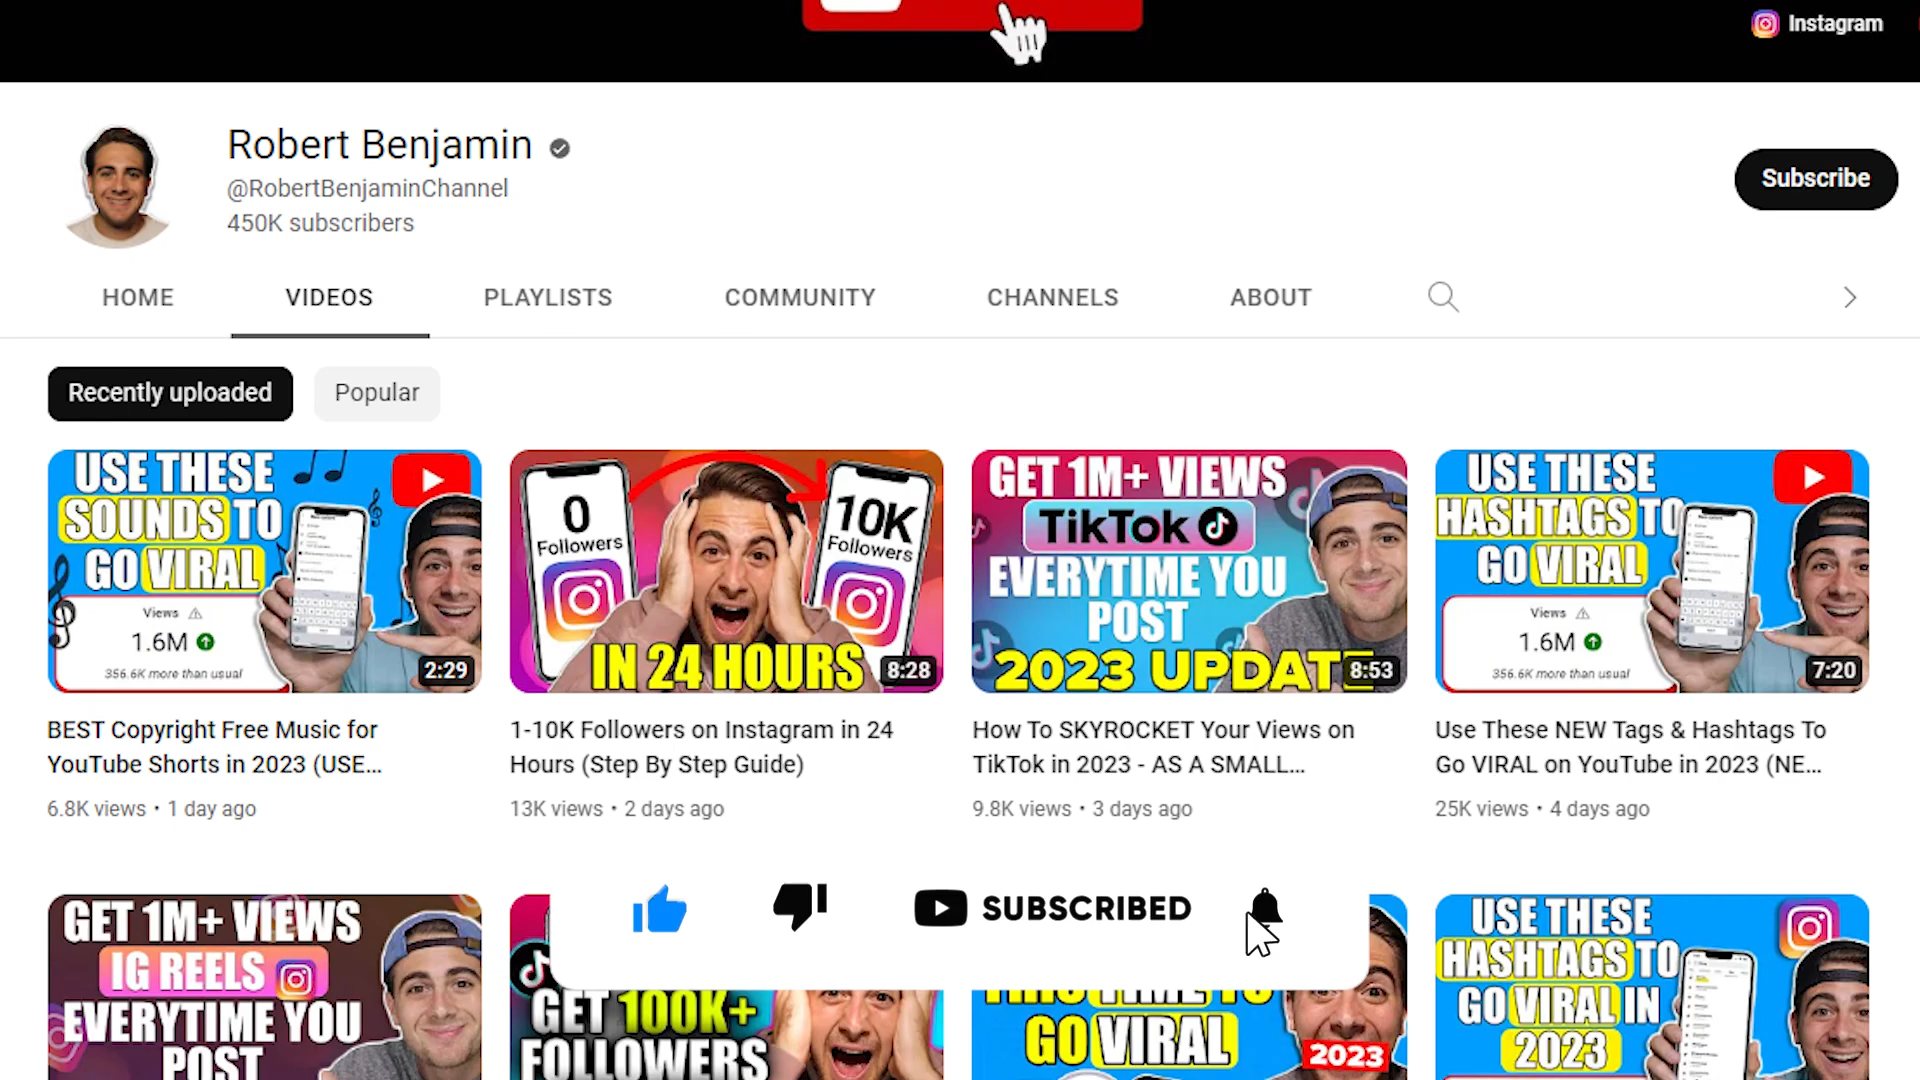 Instagram
Robert Benjamin
@RobertBenjaminChannel
450K subscribers
Subscribe
HOME
VIDEOS
PLAYLISTS
COMMUNITY
CHANNELS
ABOUT
Recently uploaded
Popular
USE THESE
SOUNDS TO
GO VIRAL
Views
1.6M
356.6K more than usual
2:29
0
Followers
10K
Followers
IN 24 HOURS
8:28
GET 1M+ VIEWS
TikTok
EVERYTIME YOU
POST
2023 UPDATE
8:53
USE THESE
HASHTAGS TO
GO VIRAL
Views
1.6M
356.6K more than usual
7:20
BEST Copyright Free Music for
YouTube Shorts in 2023 (USE...
6.8K views • 1 day ago
1-10K Followers on Instagram in 24
Hours (Step By Step Guide)
13K views • 2 days ago
How To SKYROCKET Your Views on
TikTok in 2023 - AS A SMALL...
9.8K views • 3 days ago
Use These NEW Tags & Hashtags To
Go VIRAL on YouTube in 2023 (NE...
25K views • 4 days ago
SUBSCRIBED
GET 1M+ VIEWS
IG REELS
EVERYTIME YOU
POST
GET 100K+
FOLLOWERS
THIS TIME TO
GO VIRAL
2023
USE THESE
HASHTAGS TO
GO VIRAL IN
2023